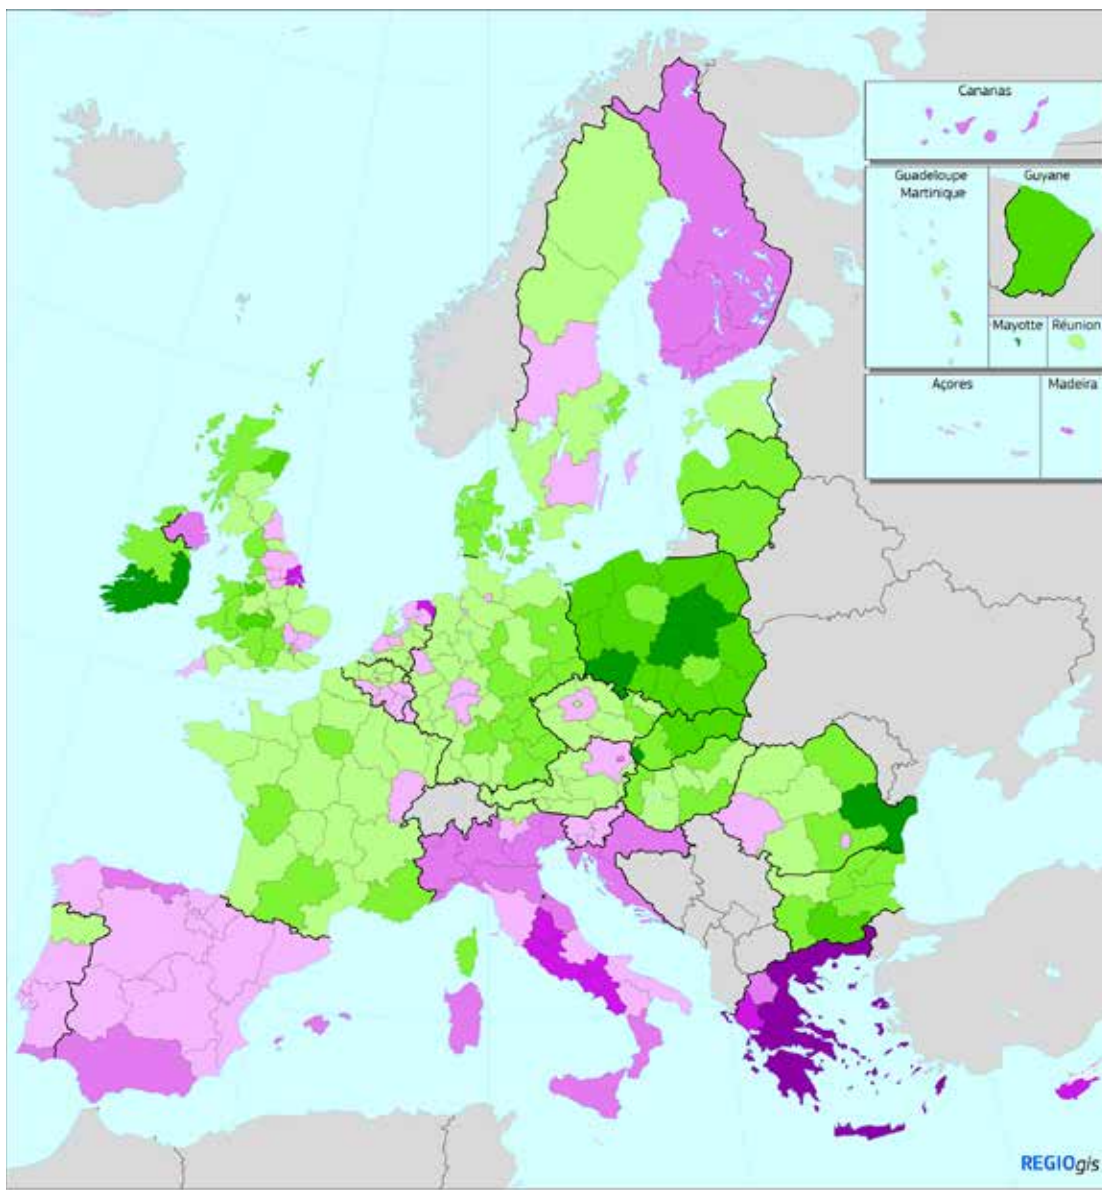 Canarias
Guadeloupe
Martinique
Guyane
Mayotte
Réunion
Açores
Madeira
REGIOgis